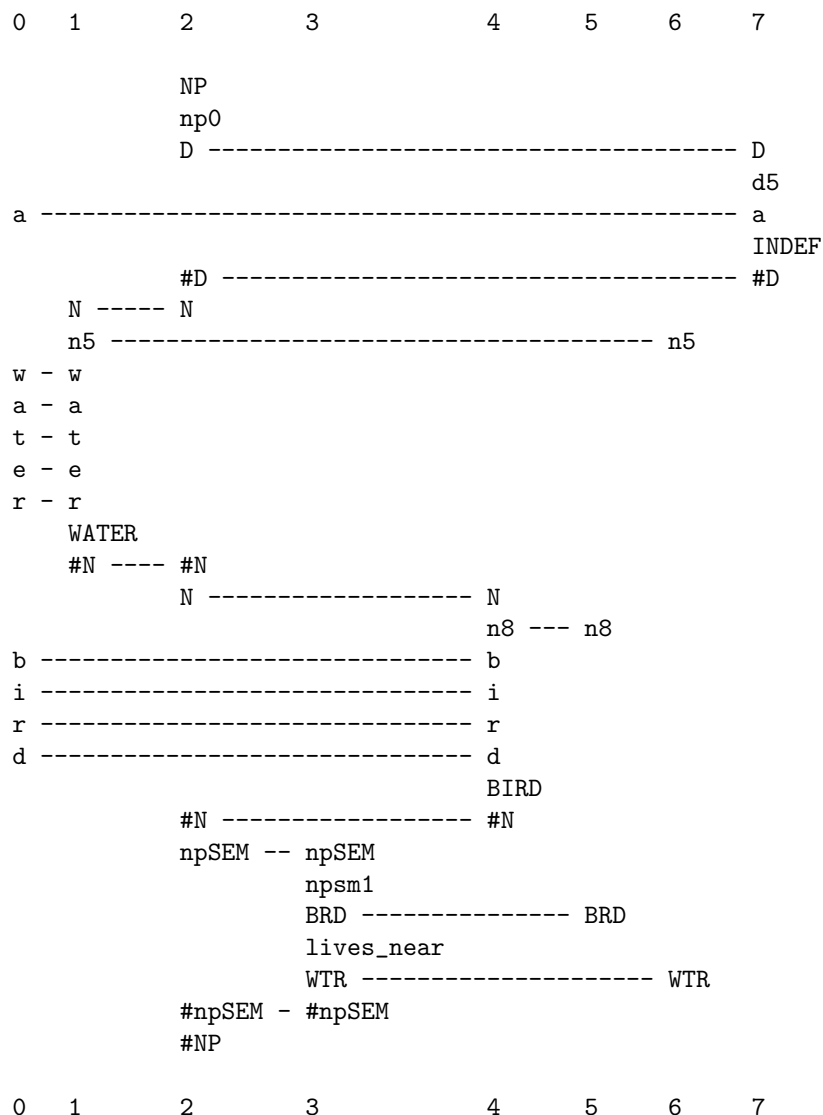 0   1       2        3            4      5     6     7
            NP
            np0
            D -------------------------------------- D
                                                     d5
a -------------------------------------------------- a
                                                     INDEF
            #D ------------------------------------- #D
    N ----- N
    n5 --------------------------------------- n5
w - w
a - a
t - t
e - e
r - r
    WATER
    #N ---- #N
            N ------------------- N
                                  n8 --- n8
b ------------------------------- b
i ------------------------------- i
r ------------------------------- r
d ------------------------------- d
                                  BIRD
            #N ------------------ #N
            npSEM -- npSEM
                     npsm1
                     BRD --------------- BRD
                     lives_near
                     WTR --------------------- WTR
            #npSEM - #npSEM
            #NP
0   1       2        3            4      5     6     7